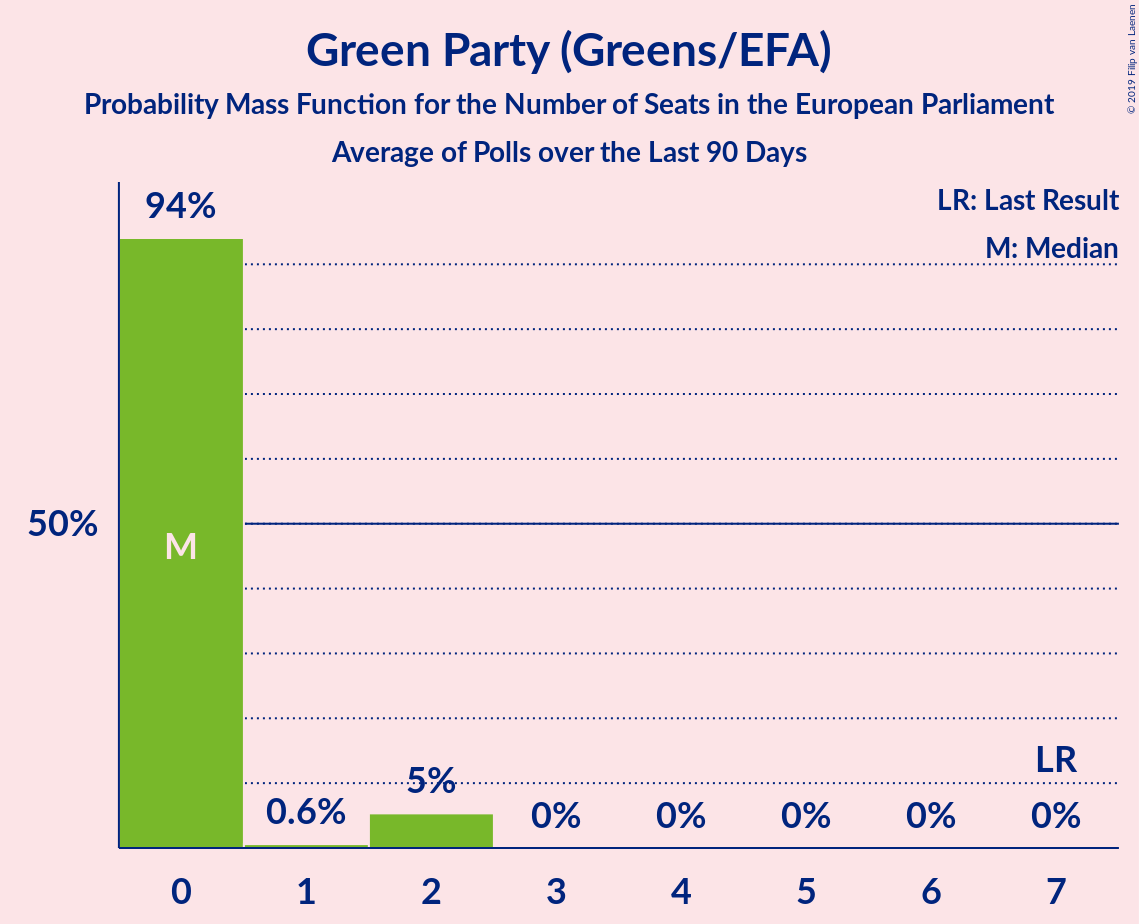 Green Party (Greens/EFA)
Probability Mass Function for the Number of Seats in the European Parliament
Average of Polls over the Last 90 Days
© 2019 Filip van Laenen
LR: Last Result
M: Median
94%
50%
M
0.6%
5%
0%
0%
0%
0%
LR
0%
0 1 2 3 4 5 6 7